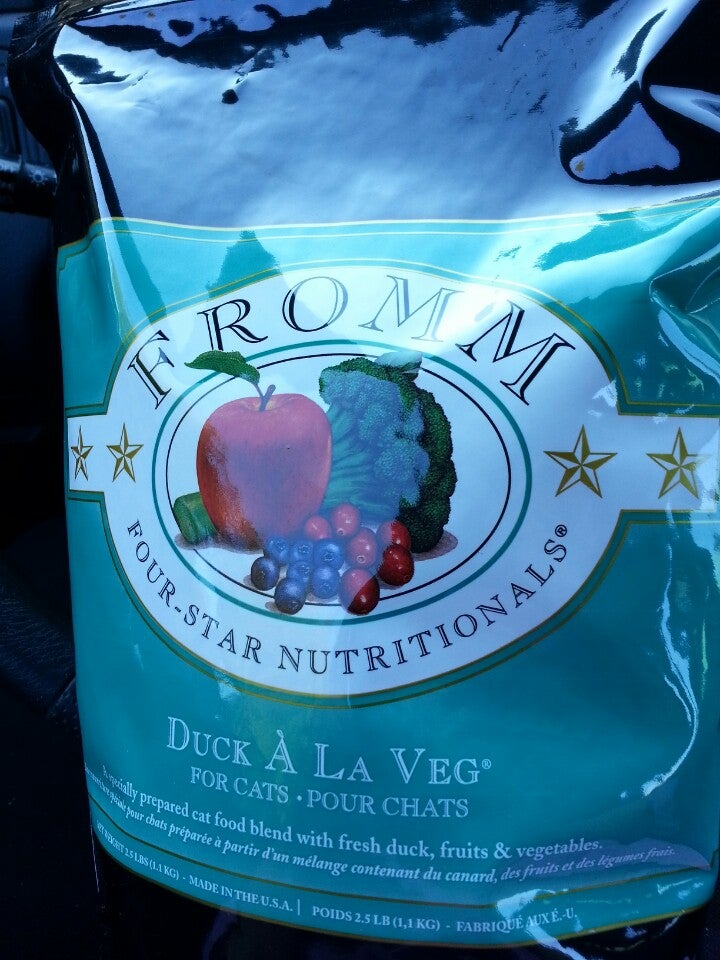 FROMM
FOUR-STAR NUTRITIONALS®
DUCK À LA VEG®
FOR CATS · POUR CHATS
specially prepared cat food blend with fresh duck, fruits & vegetables.
pour chats préparée à partir d'un mélange contenant du canard, des fruits et des légumes frais.
NET WEIGHT 2.5 LBS (1.1 KG) - MADE IN THE U.S.A. | POIDS 2.5 LB (1,1 KG) - FABRIQUÉ AUX É.-U.